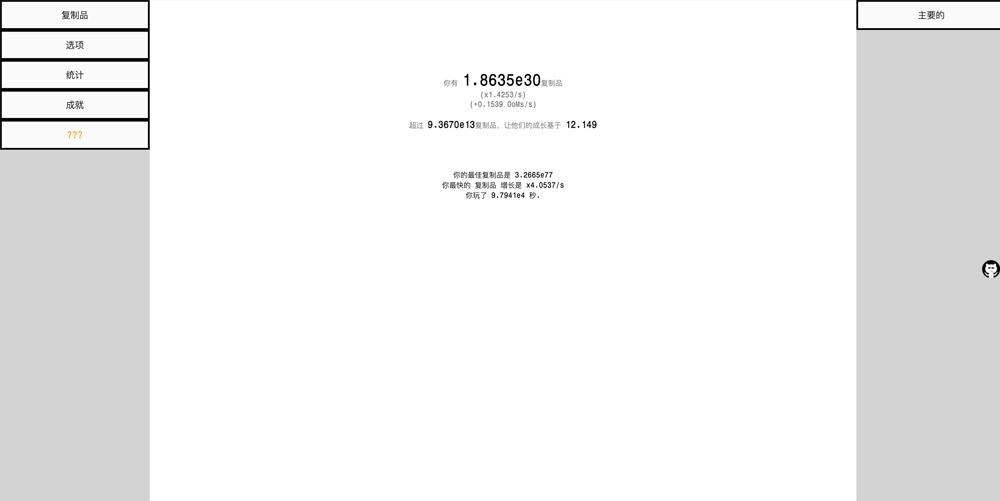 复制品
选项
统计
成就
???
你有 1.8635e30复制品
(x1.4253/s)
(+0.1539 OoMs/s)
超过 9.3670e13复制品, 让他们的成长基于 12.149
你的最佳复制品是 3.2665e77
你最快的 复制品 增长是 x4.0537/s
你玩了 9.7941e4 秒.
主要的